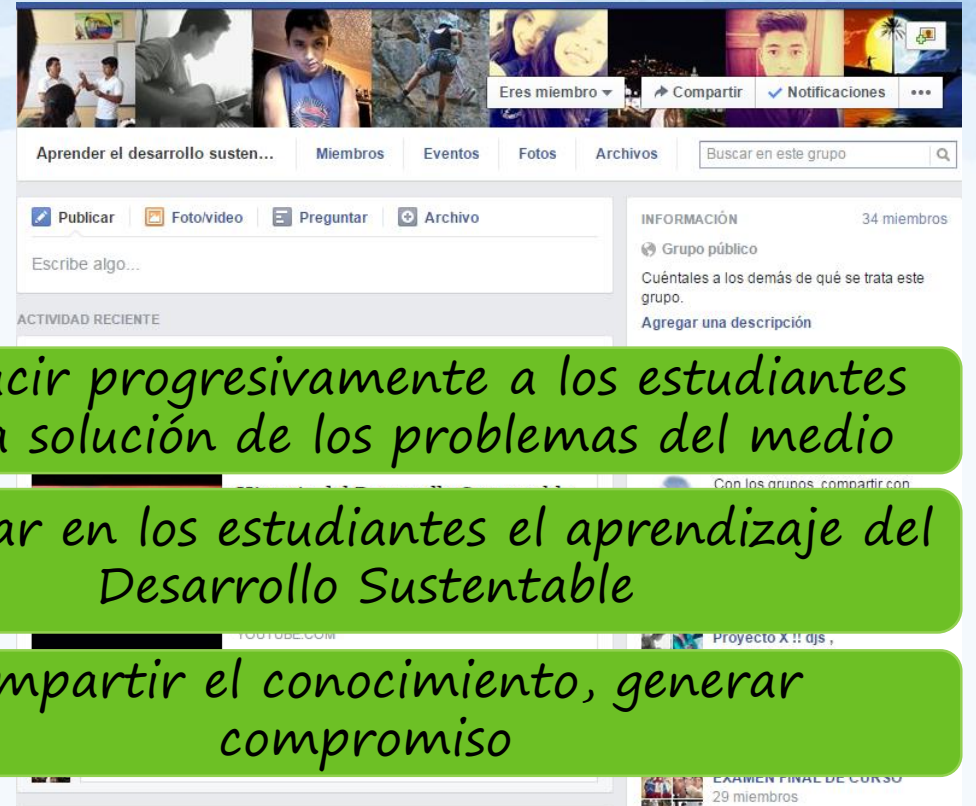 Eres miembro Compartir Notificaciones
Aprender el desarrollo susten... Miembros Eventos Fotos Archivos Buscar en este grupo
Publicar Foto/video Preguntar Archivo
Escribe algo...
ACTIVIDAD RECIENTE
INFORMACIÓN 34 miembros
Grupo público
Cuéntales a los demás de qué se trata este
grupo.
Agregar una descripción
cir progresivamente a los estudiantes
a solución de los problemas del medio
Con los grupos, compartir con
ar en los estudiantes el aprendizaje del
Desarrollo Sustentable
YOUTUBE.COM
Proyecto X !! djs ,
mpartir el conocimiento, generar
compromiso
EXAMEN FINAL DE CURSO
29 miembros